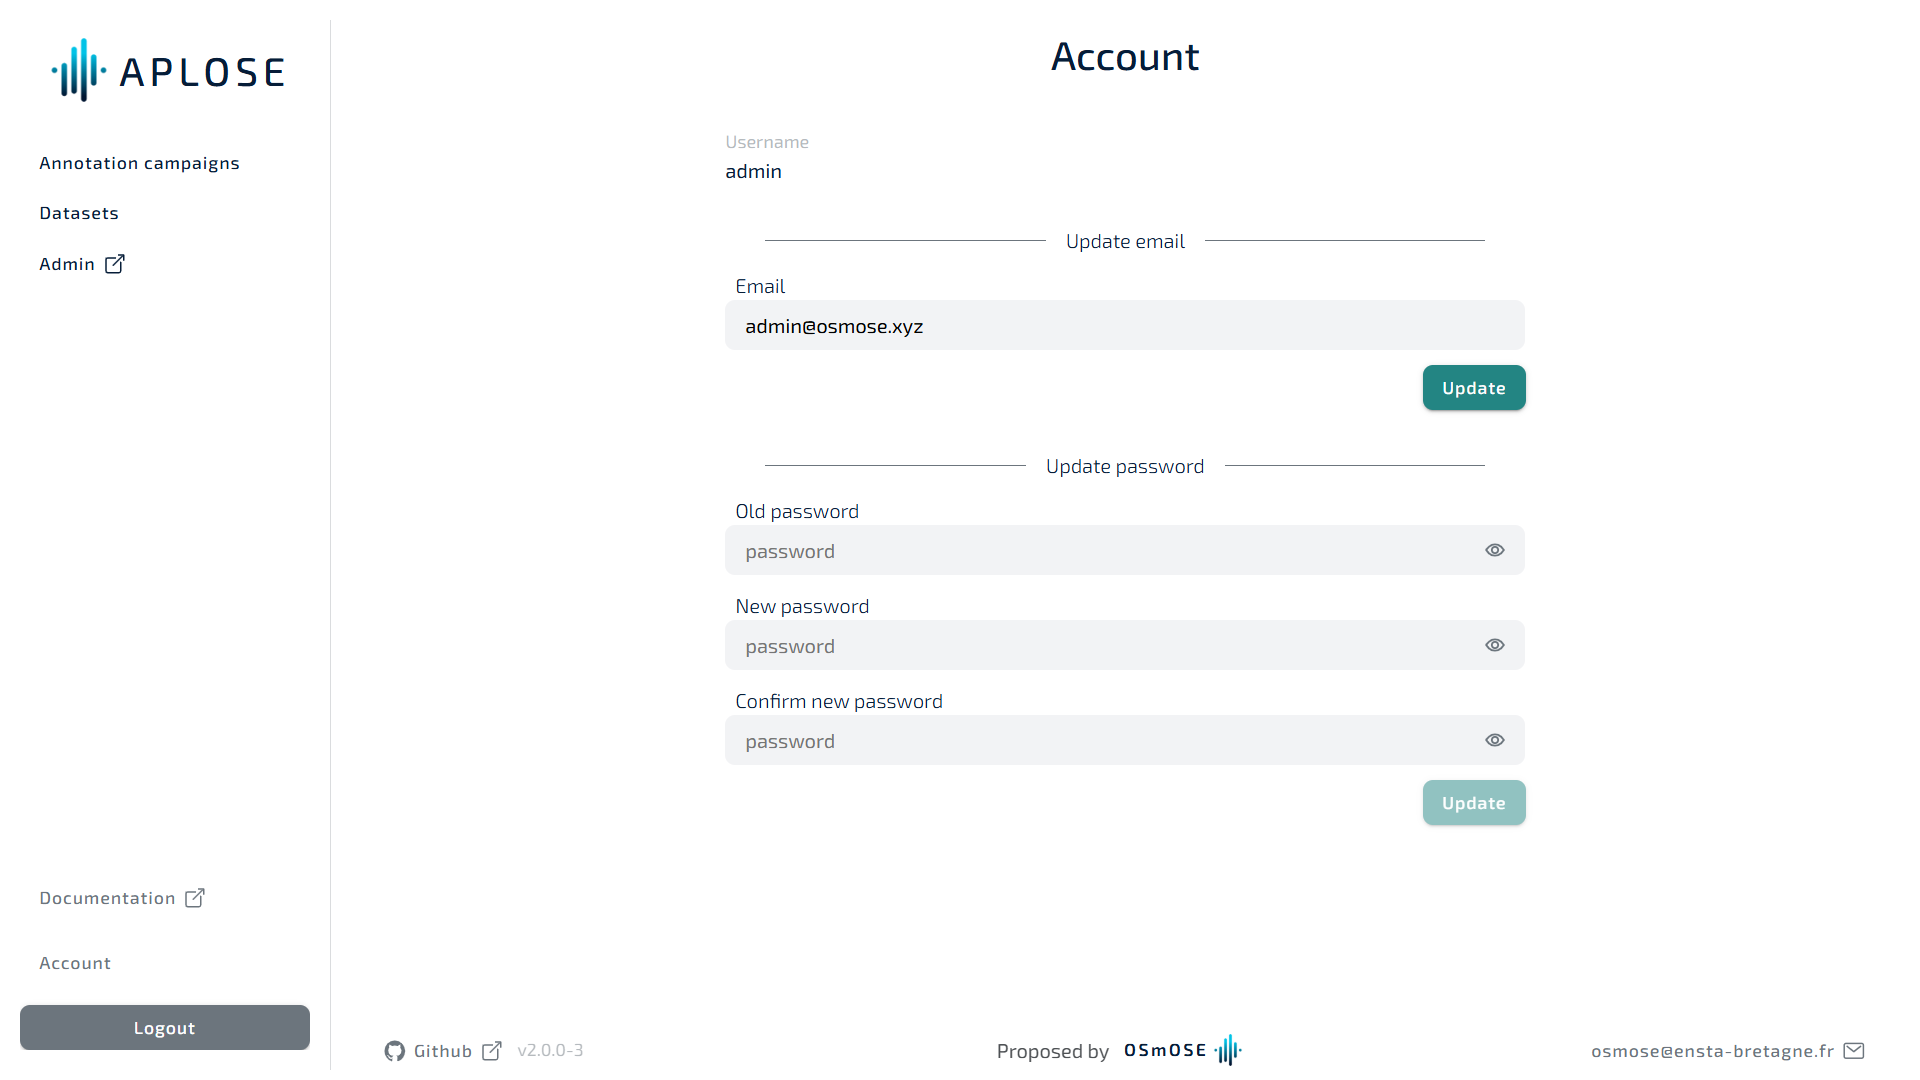 APLOSE
Annotation campaigns
Datasets
Admin
Documentation
Account
Logout
Account
Username
admin
Update email
Email
admin@osmose.xyz
Update
Update password
Old password
password
New password
password
Confirm new password
password
Update
Github v2.0.0-3
Proposed by OSmOSE
osmose@ensta-bretagne.fr